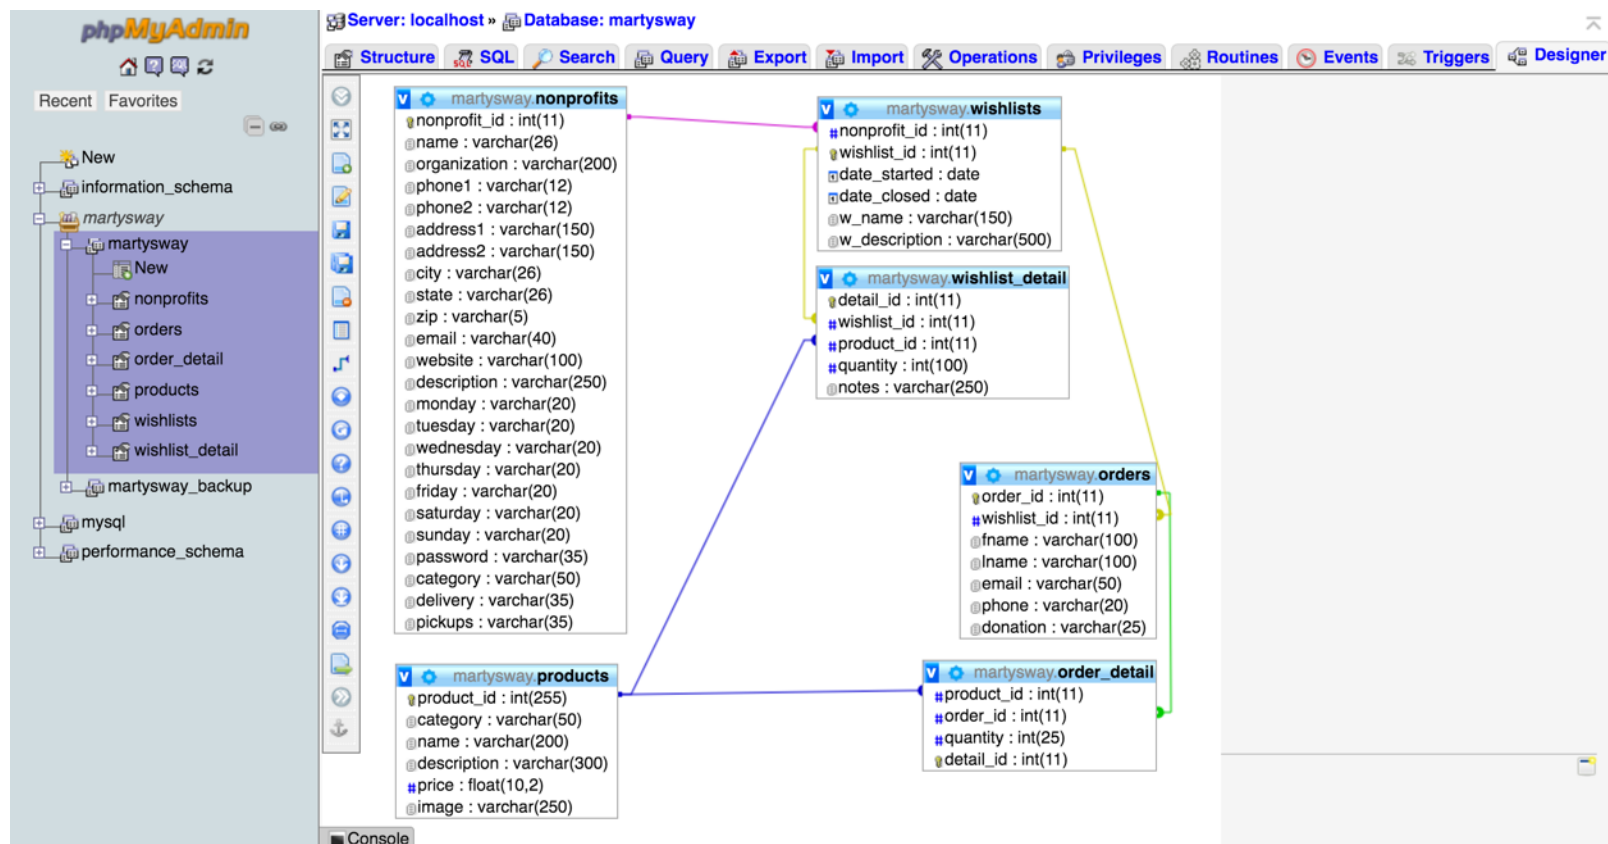 phpMyAdmin
Recent Favorites
New
information_schema
martysway
martysway
New
nonprofits
orders
order_detail
products
wishlists
wishlist_detail
martysway_backup
mysql
performance_schema
Server: localhost » Database: martysway
Structure SQL Search Query Export Import Operations Privileges Routines Events Triggers Designer
martysway.nonprofits
nonprofit_id : int(11)
name : varchar(26)
organization : varchar(200)
phone1 : varchar(12)
phone2 : varchar(12)
address1 : varchar(150)
address2 : varchar(150)
city : varchar(26)
state : varchar(26)
zip : varchar(5)
email : varchar(40)
website : varchar(100)
description : varchar(250)
monday : varchar(20)
tuesday : varchar(20)
wednesday : varchar(20)
thursday : varchar(20)
friday : varchar(20)
saturday : varchar(20)
sunday : varchar(20)
password : varchar(35)
category : varchar(50)
delivery : varchar(35)
pickups : varchar(35)
martysway.products
product_id : int(255)
category : varchar(50)
name : varchar(200)
description : varchar(300)
#price : float(10,2)
image : varchar(250)
martysway.wishlists
#nonprofit_id : int(11)
wishlist_id : int(11)
date_started : date
date_closed : date
w_name : varchar(150)
w_description : varchar(500)
martysway.wishlist_detail
detail_id : int(11)
#wishlist_id : int(11)
#product_id : int(11)
#quantity : int(100)
notes : varchar(250)
martysway.orders
order_id : int(11)
#wishlist_id : int(11)
fname : varchar(100)
lname : varchar(100)
email : varchar(50)
phone : varchar(20)
donation : varchar(25)
martysway.order_detail
#product_id : int(11)
#order_id : int(11)
#quantity : int(25)
detail_id : int(11)
Console